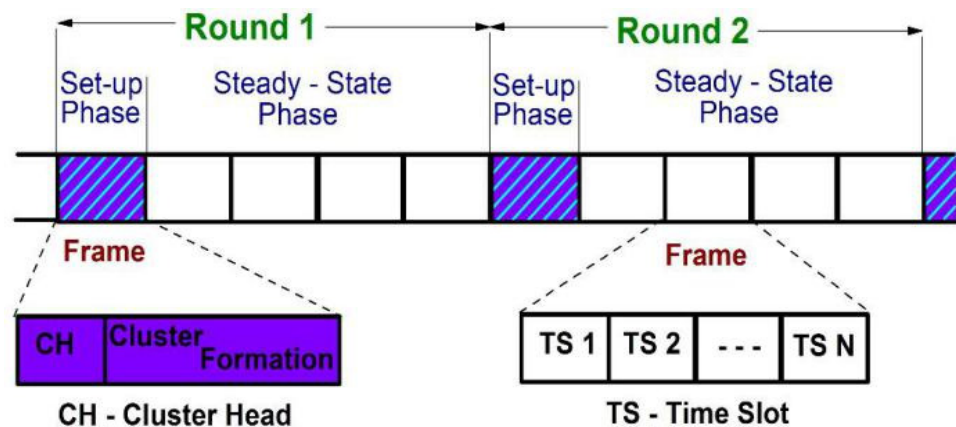 Round 1
Round 2
Set-up
Phase
Steady - State
Phase
Set-up
Phase
Steady - State
Phase
Frame
Frame
CH
Cluster
Formation
TS 1
TS 2
- - -
TS N
CH - Cluster Head
TS - Time Slot